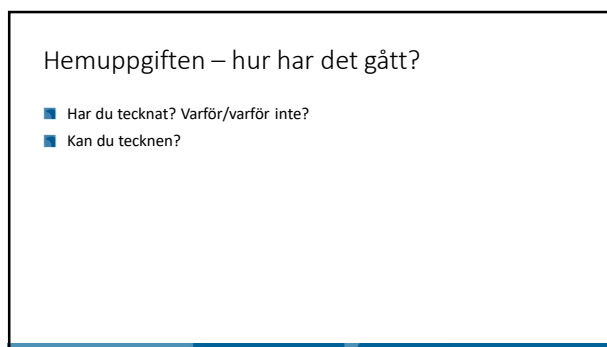 Hemuppgiften – hur har det gått?
Har du tecknat? Varför/varför inte?
Kan du tecknen?